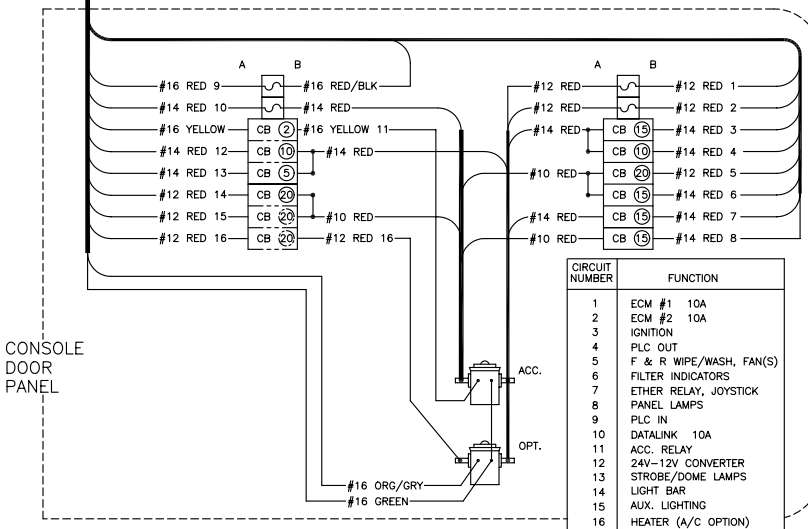 A B
#16 RED 9 #16 RED/BLK
#14 RED 10 #14 RED
#16 YELLOW CB 2 #16 YELLOW 11
#14 RED 12 CB 10 #14 RED
#14 RED 13 CB 5
#12 RED 14 CB 20
#12 RED 15 CB 20 #10 RED
#12 RED 16 CB 20 #12 RED 16
A B
#12 RED #12 RED 1
#12 RED #12 RED 2
#14 RED CB 15 #14 RED 3
CB 10 #14 RED 4
#10 RED CB 20 #12 RED 5
CB 15 #14 RED 6
#14 RED CB 15 #14 RED 7
#10 RED CB 15 #14 RED 8
CONSOLE
DOOR
PANEL
ACC.
OPT.
#16 ORG/GRY
#16 GREEN
CIRCUIT
NUMBER FUNCTION
1 ECM #1 10A
2 ECM #2 10A
3 IGNITION
4 PLC OUT
5 F & R WIPE/WASH, FAN(S)
6 FILTER INDICATORS
7 ETHER RELAY, JOYSTICK
8 PANEL LAMPS
9 PLC IN
10 DATALINK 10A
11 ACC. RELAY
12 24V-12V CONVERTER
13 STROBE/DOME LAMPS
14 LIGHT BAR
15 AUX. LIGHTING
16 HEATER (A/C OPTION)